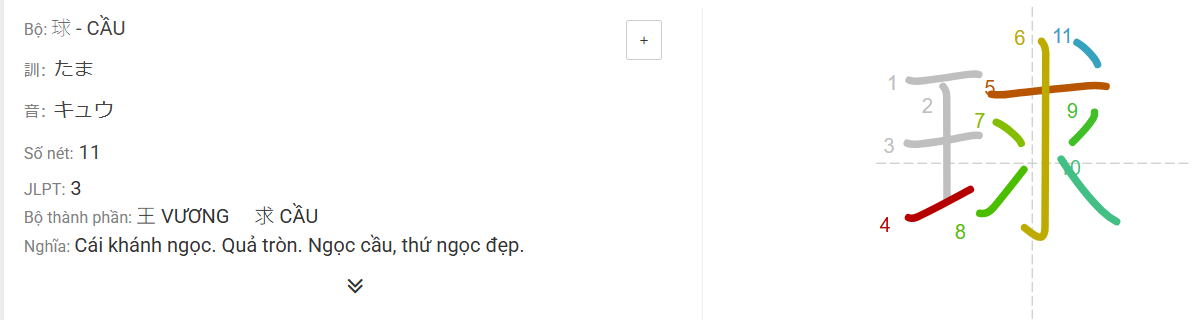 Bộ: 球 - CẦU
+
訓: たま
音: キュウ
Số nét: 11
JLPT: 3
Bộ thành phần: 王 VƯƠNG 求 CẦU
Nghĩa: Cái khánh ngọc. Quả tròn. Ngọc cầu, thứ ngọc đẹp.
球
1 2 3 4 5 6 7 8 9 10 11